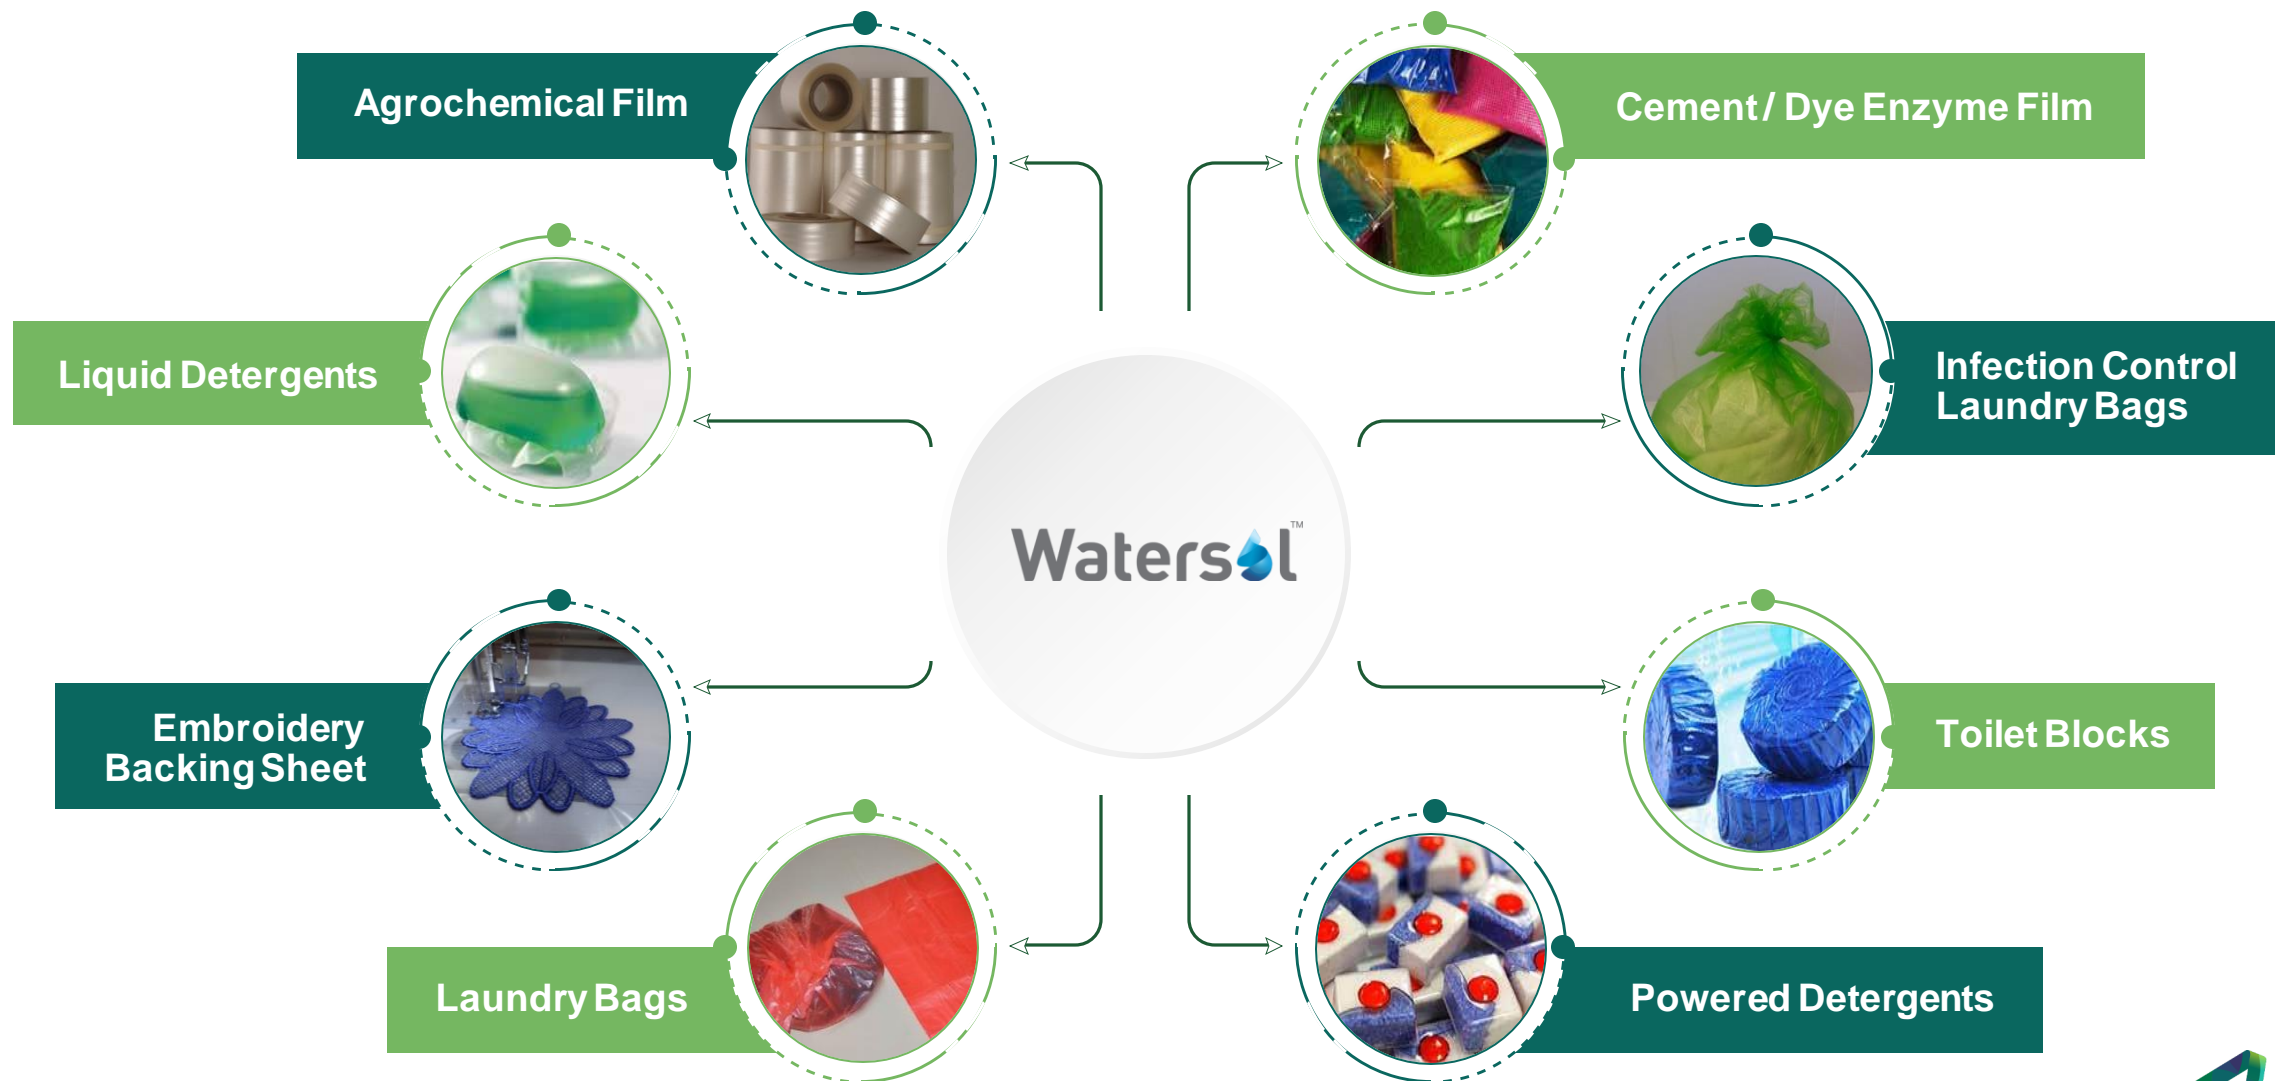 Agrochemical Film
Cement / Dye Enzyme Film
Liquid Detergents
Infection Control
Laundry Bags
Watersol™
Embroidery
Backing Sheet
Toilet Blocks
Laundry Bags
Powered Detergents